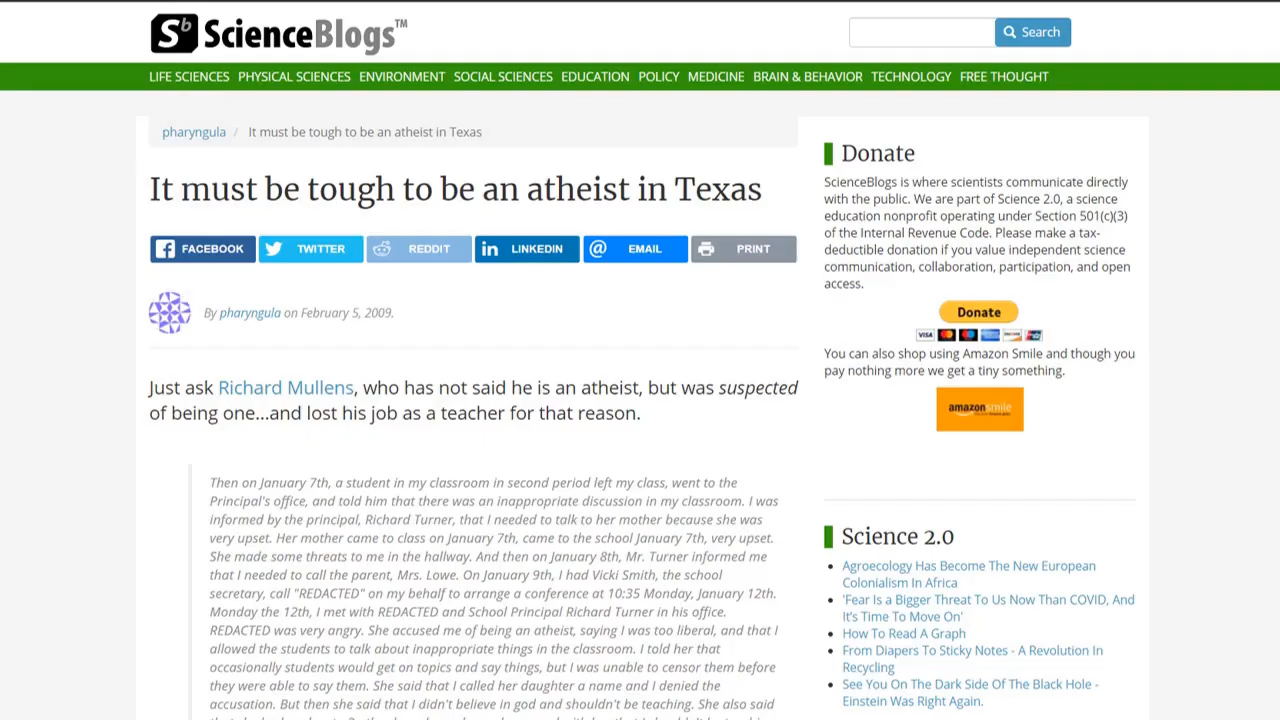 Sb ScienceBlogs™
Search
LIFE SCIENCES PHYSICAL SCIENCES ENVIRONMENT SOCIAL SCIENCES EDUCATION POLICY MEDICINE BRAIN & BEHAVIOR TECHNOLOGY FREE THOUGHT
pharyngula / It must be tough to be an atheist in Texas
It must be tough to be an atheist in Texas
FACEBOOK TWITTER REDDIT LINKEDIN EMAIL PRINT
By pharyngula on February 5, 2009.
Just ask Richard Mullens, who has not said he is an atheist, but was suspected
of being one...and lost his job as a teacher for that reason.
Then on January 7th, a student in my classroom in second period left my class, went to the
Principal's office, and told him that there was an inappropriate discussion in my classroom. I was
informed by the principal, Richard Turner, that I needed to talk to her mother because she was
very upset. Her mother came to class on January 7th, came to the school January 7th, very upset.
She made some threats to me in the hallway. And then on January 8th, Mr. Turner informed me
that I needed to call the parent, Mrs. Lowe. On January 9th, I had Vicki Smith, the school
secretary, call "REDACTED" on my behalf to arrange a conference at 10:35 Monday, January 12th.
Monday the 12th, I met with REDACTED and School Principal Richard Turner in his office.
REDACTED was very angry. She accused me of being an atheist, saying I was too liberal, and that I
allowed the students to talk about inappropriate things in the classroom. I told her that
occasionally students would get on topics and say things, but I was unable to censor them before
they were able to say them. She said that I called her daughter a name and I denied the
accusation. But then she said that I didn't believe in god and shouldn't be teaching. She also said
Donate
ScienceBlogs is where scientists communicate directly
with the public. We are part of Science 2.0, a science
education nonprofit operating under Section 501(c)(3)
of the Internal Revenue Code. Please make a tax-
deductible donation if you value independent science
communication, collaboration, participation, and open
access.
Donate
VISA
You can also shop using Amazon Smile and though you
pay nothing more we get a tiny something.
amazonsmile
Science 2.0
Agroecology Has Become The New European
Colonialism In Africa
'Fear Is a Bigger Threat To Us Now Than COVID, And
It's Time To Move On'
How To Read A Graph
From Diapers To Sticky Notes - A Revolution In
Recycling
See You On The Dark Side Of The Black Hole -
Einstein Was Right Again.